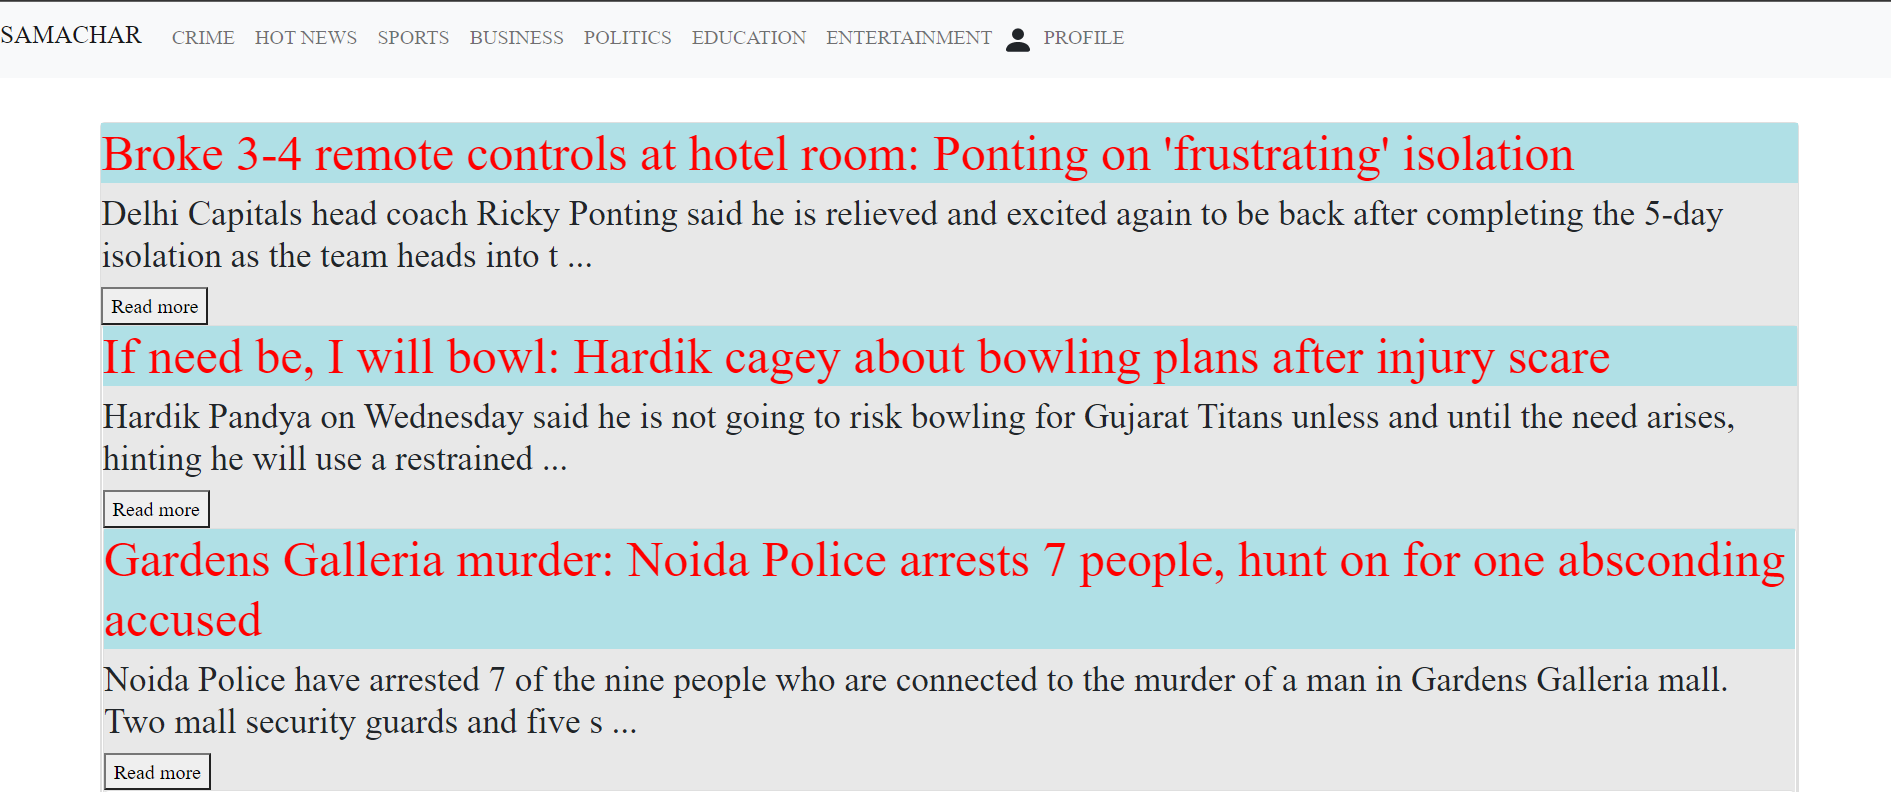 SAMACHAR CRIME HOT NEWS SPORTS BUSINESS POLITICS EDUCATION ENTERTAINMENT PROFILE
Broke 3-4 remote controls at hotel room: Ponting on 'frustrating' isolation
Delhi Capitals head coach Ricky Ponting said he is relieved and excited again to be back after completing the 5-day
isolation as the team heads into t ...
Read more
If need be, I will bowl: Hardik cagey about bowling plans after injury scare
Hardik Pandya on Wednesday said he is not going to risk bowling for Gujarat Titans unless and until the need arises,
hinting he will use a restrained ...
Read more
Gardens Galleria murder: Noida Police arrests 7 people, hunt on for one absconding
accused
Noida Police have arrested 7 of the nine people who are connected to the murder of a man in Gardens Galleria mall.
Two mall security guards and five s ...
Read more